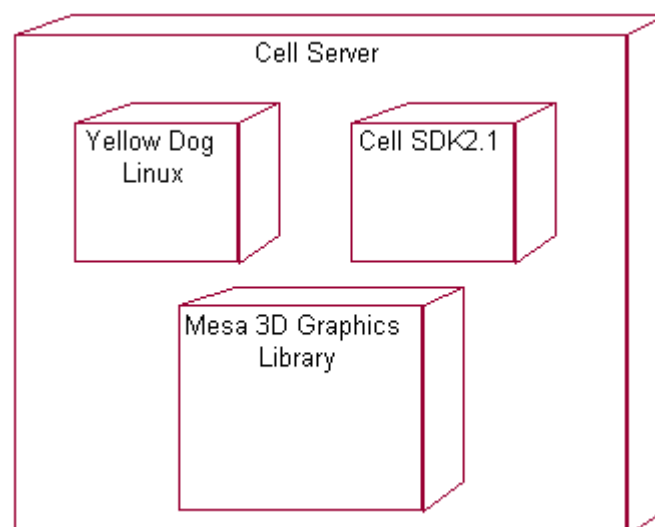 Cell Server
Yellow Dog
Linux
Cell SDK2.1
Mesa 3D Graphics
Library